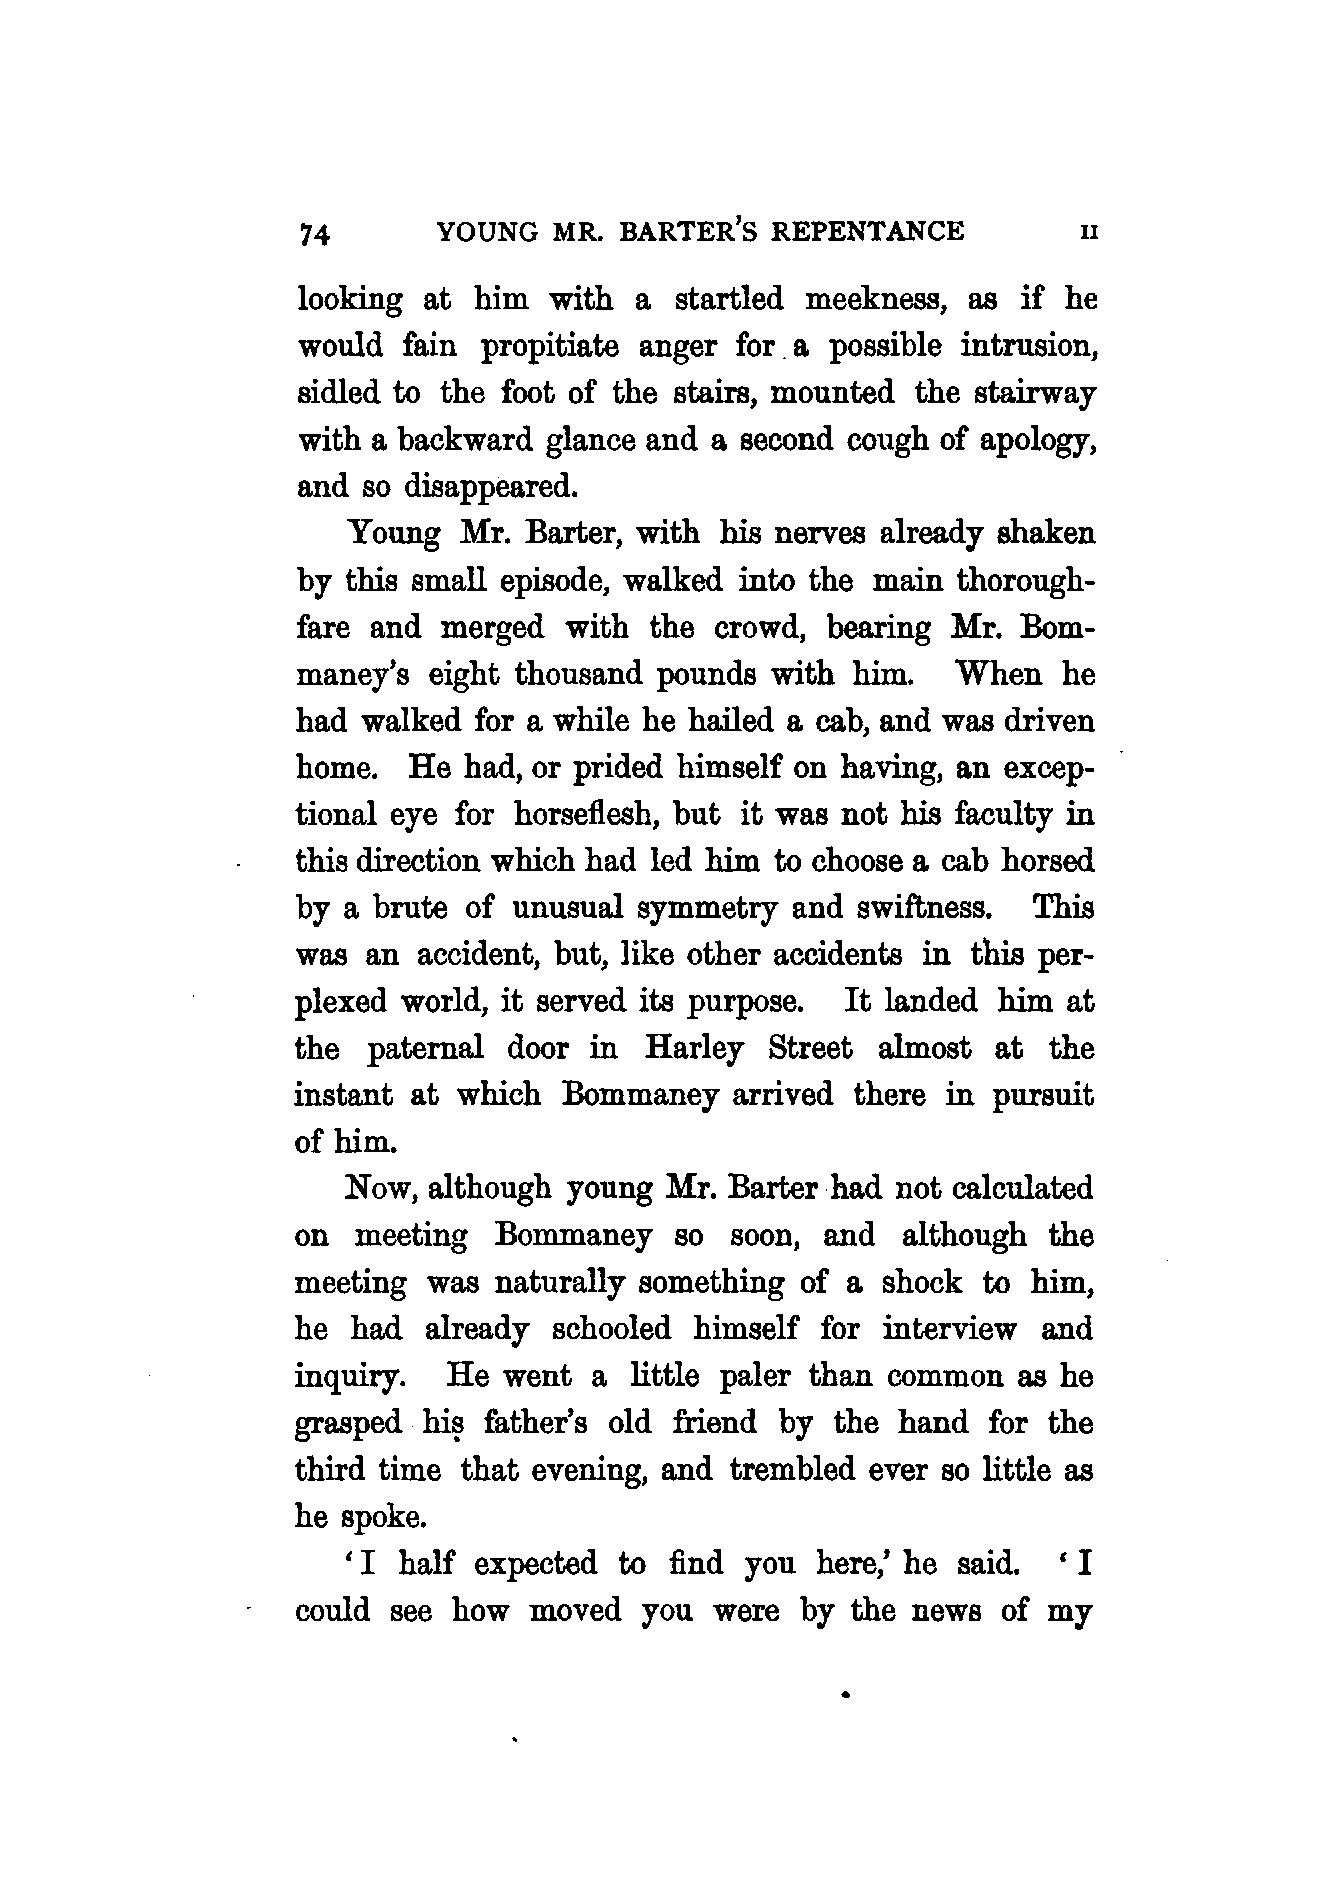 74 YOUNG MR. BARTER'S REPENTANCE II
looking at him with a startled meekness, as if he
would fain propitiate anger for a possible intrusion,
sidled to the foot of the stairs, mounted the stairway
with a backward glance and a second cough of apology,
and so disappeared.
Young Mr. Barter, with his nerves already shaken
by this small episode, walked into the main thorough-
fare and merged with the crowd, bearing Mr. Bom-
maney's eight thousand pounds with him. When he
had walked for a while he hailed a cab, and was driven
home. He had, or prided himself on having, an excep-
tional eye for horseflesh, but it was not his faculty in
this direction which had led him to choose a cab horsed
by a brute of unusual symmetry and swiftness. This
was an accident, but, like other accidents in this per-
plexed world, it served its purpose. It landed him at
the paternal door in Harley Street almost at the
instant at which Bommaney arrived there in pursuit
of him.
Now, although young Mr. Barter had not calculated
on meeting Bommaney so soon, and although the
meeting was naturally something of a shock to him,
he had already schooled himself for interview and
inquiry. He went a little paler than common as he
grasped his father's old friend by the hand for the
third time that evening, and trembled ever so little as
he spoke.
'I half expected to find you here,' he said. 'I
could see how moved you were by the news of my